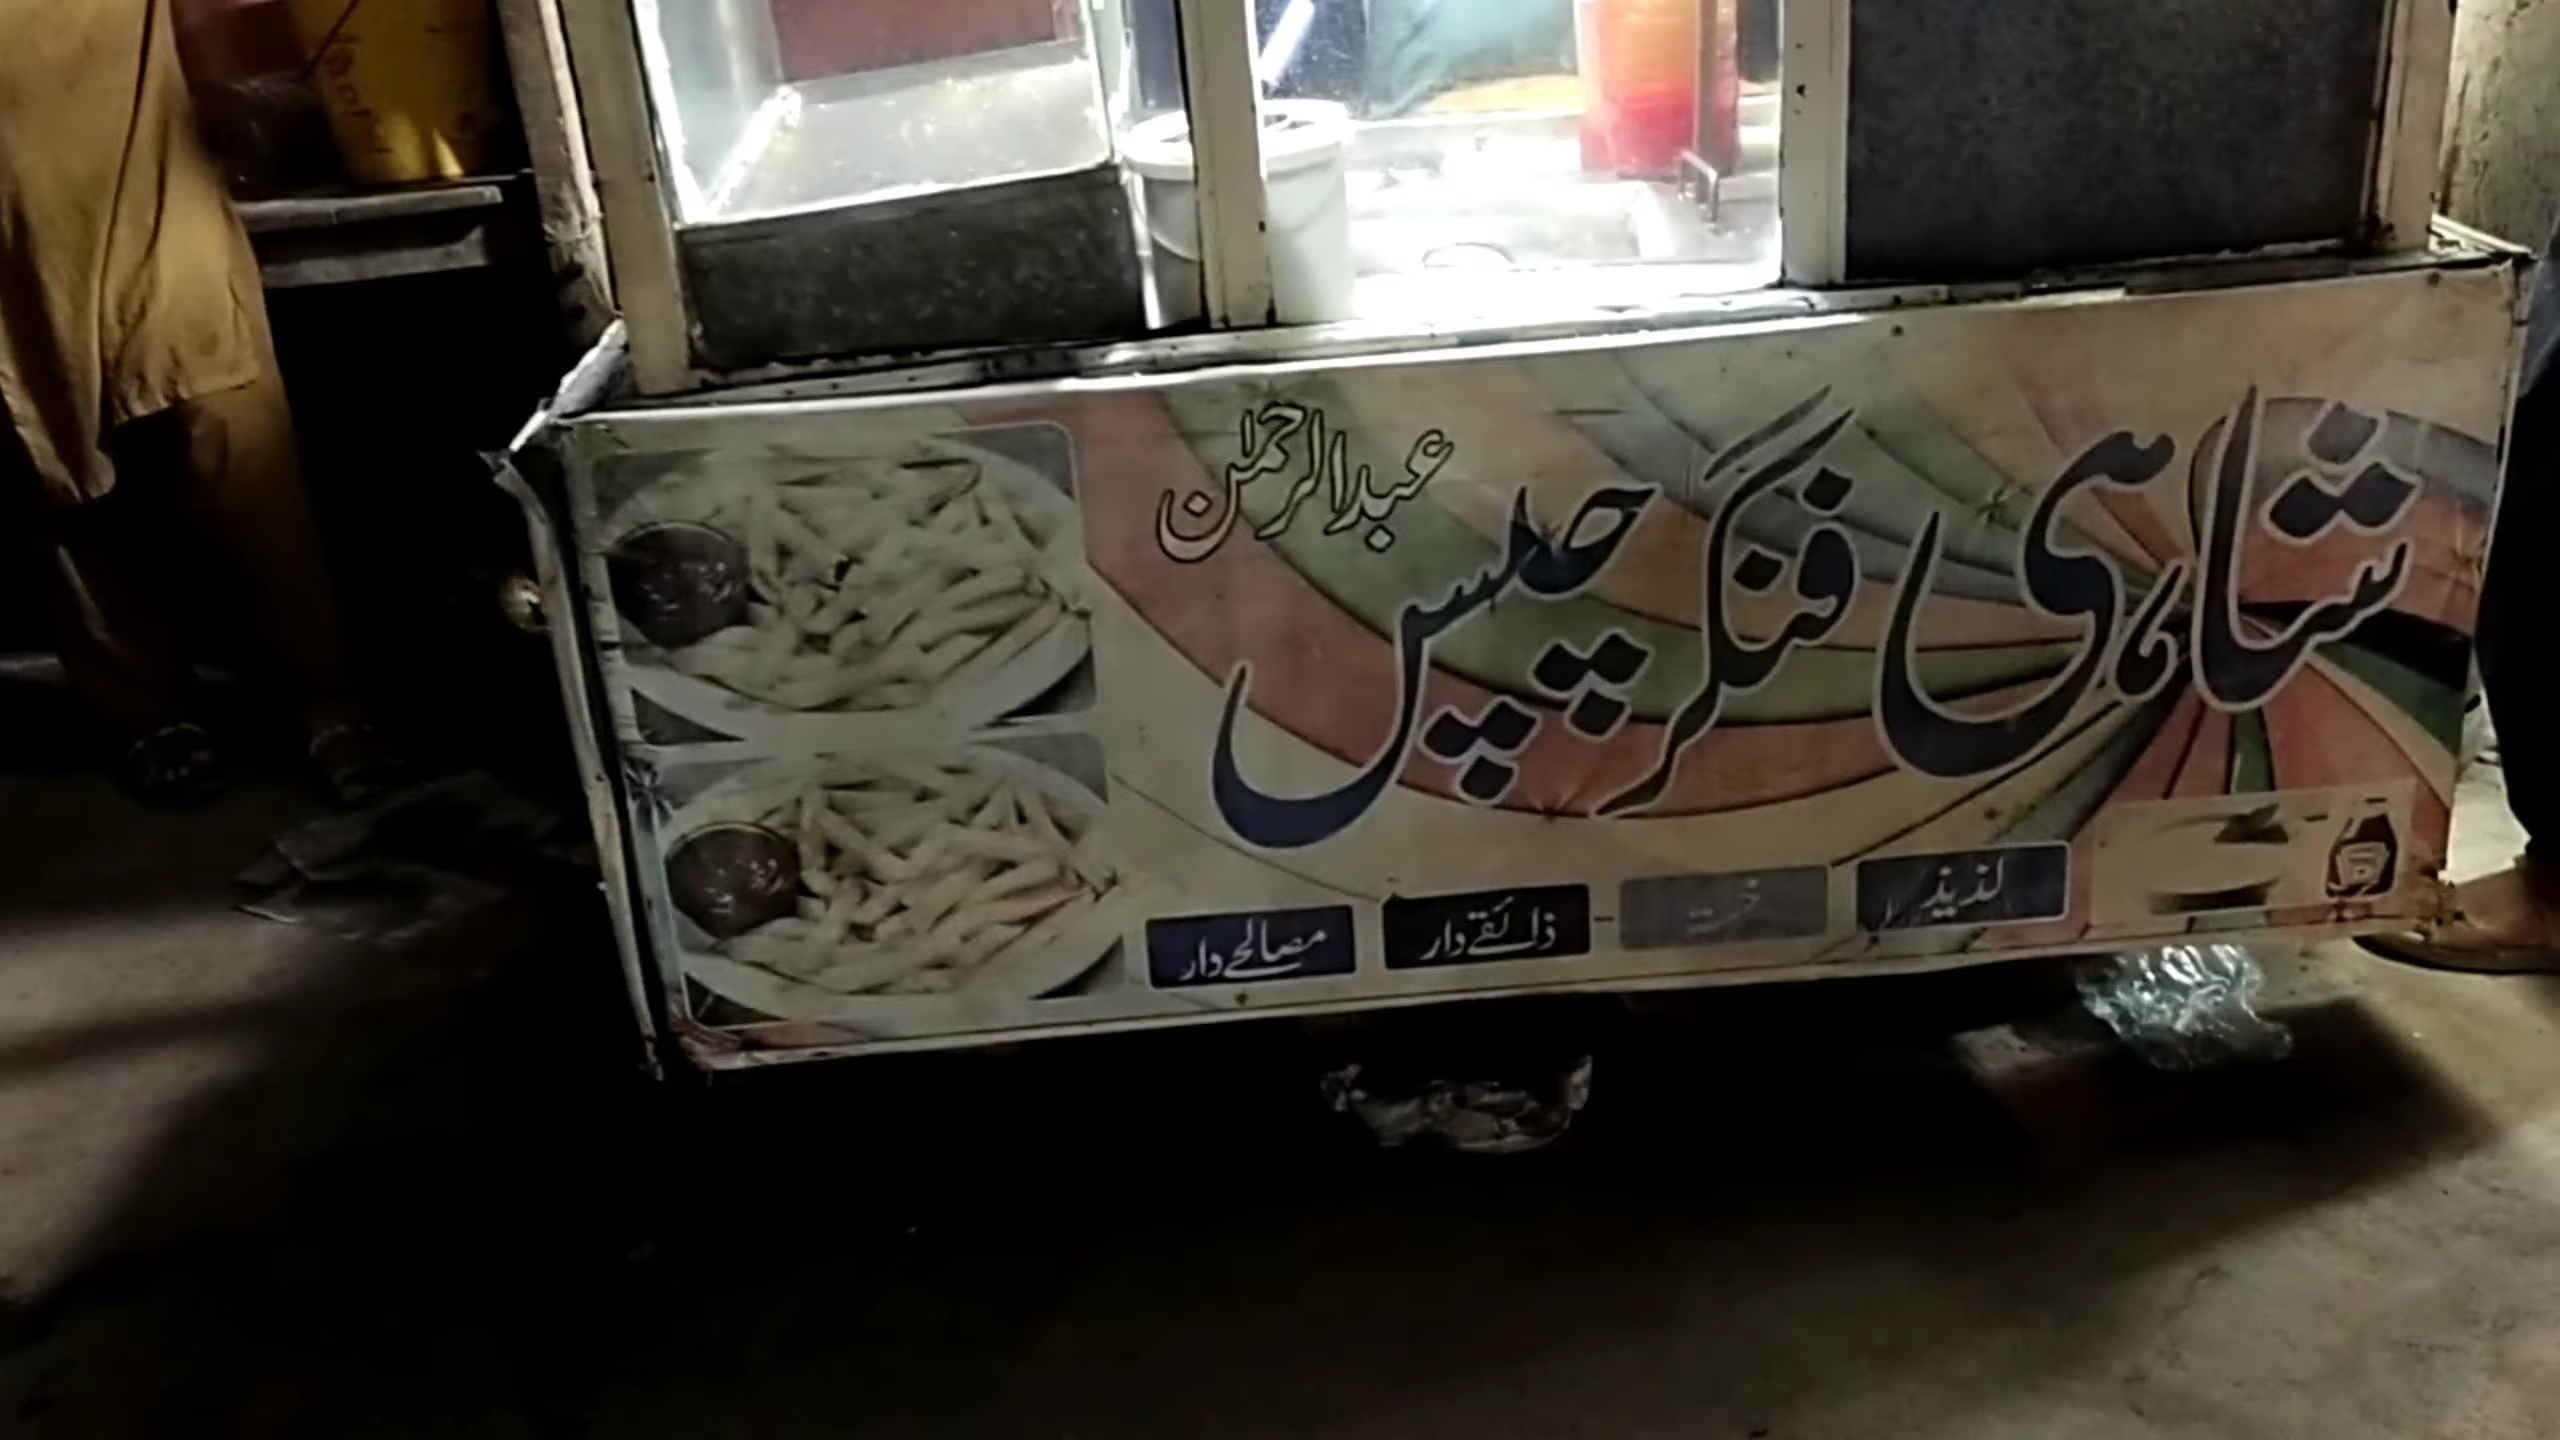 عبدالرحمٰن
شاہی فنگر چپس
لذیذ خستہ ذائقے دار مصالحے دار